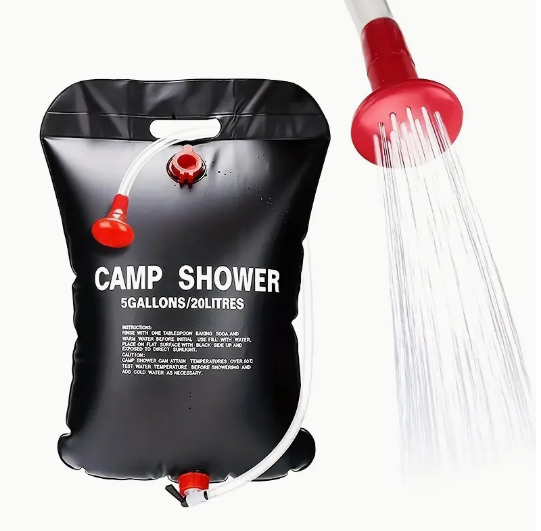 CAMP SHOWER
5GALLONS/20LITRES
INSTRUCTIONS:
RINSE WITH ONE TABLESPOON BAKING SODA AND
WARM WATER BEFORE INITIAL USE FILL WITH WATER,
PLACE ON FLAT SURFACE WITH BLACK SIDE UP AND
EXPOSED TO DIRECT SUNLIGHT.
CAUTION:
CAMP SHOWER CAN ATTAIN TEMPERATURES OVER 60℃
TEST WATER TEMPERATURE BEFORE SHOWERING AND
ADD COLD WATER AS NECESSARY.